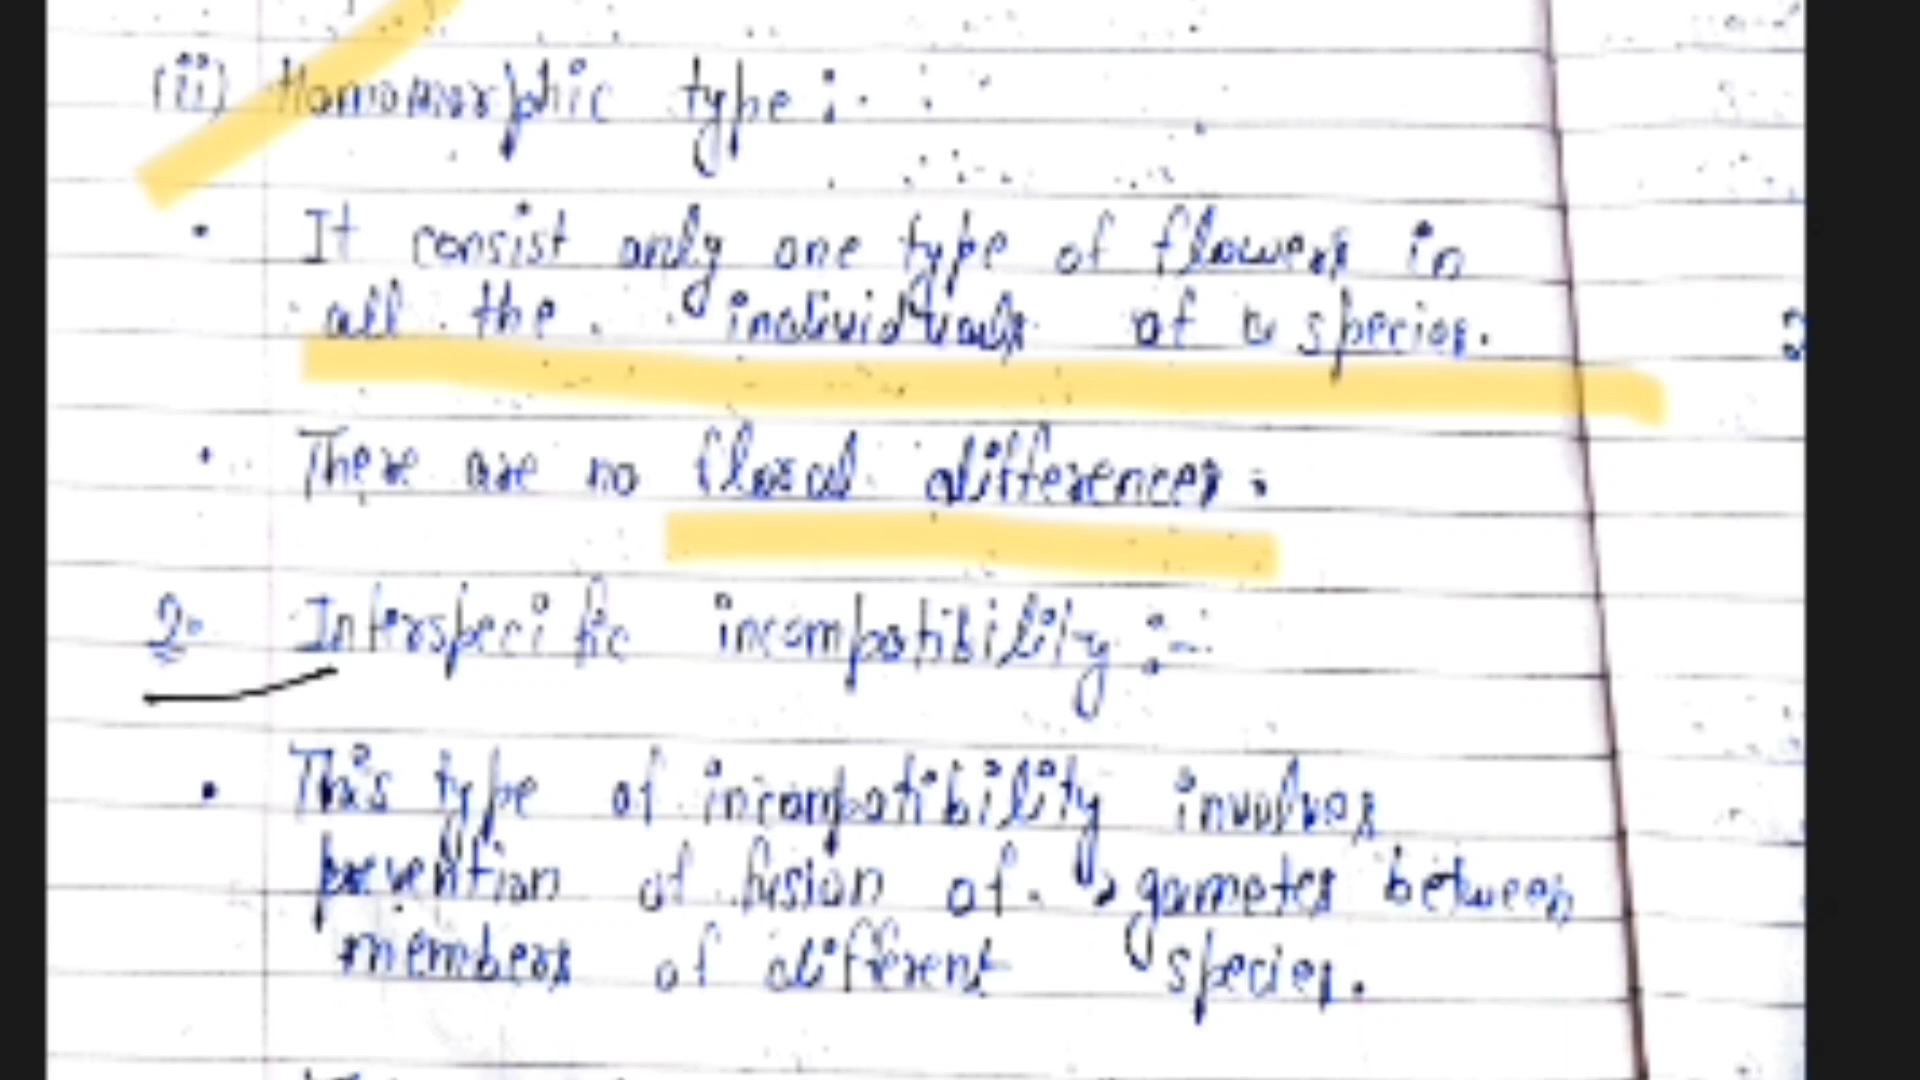 (ii) Homomorphic type :
• It consist only one type of flowers in
all the individuals of a species.
• There are no floral differences.
2. Interspecific incompatibility :-
• This type of incompatibility involves
prevention of fusion of gametes between
members of different species.
2